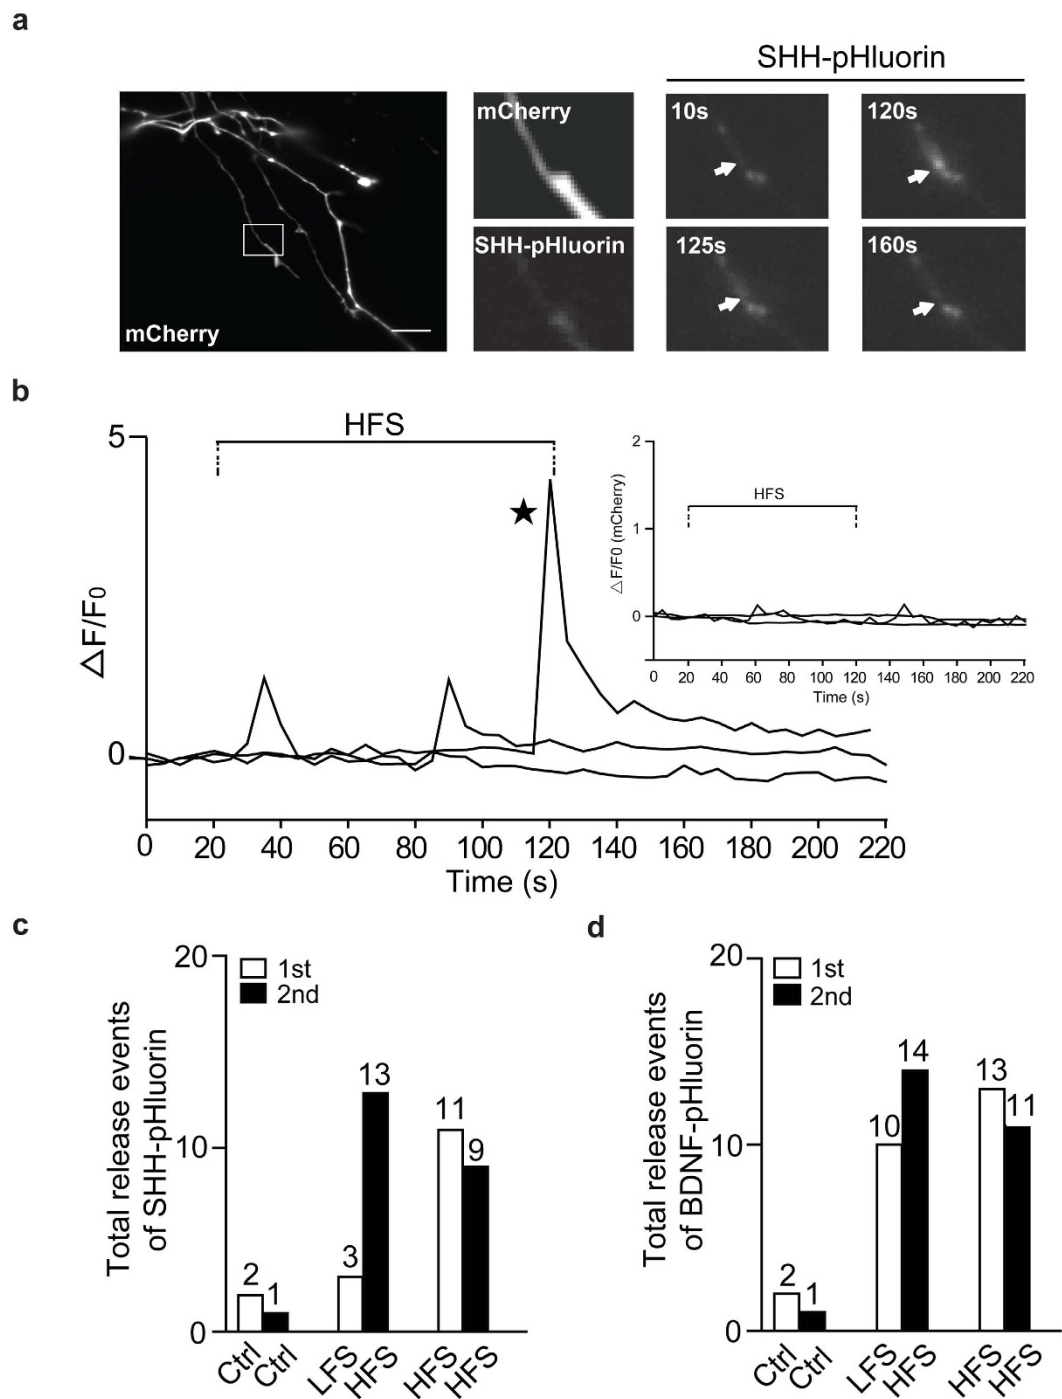 a
SHH-pHluorin
mCherry
mCherry
SHH-pHluorin
10s
120s
125s
160s
b
HFS
5
0
△F/F0
0 20 40 60 80 100 120 140 160 180 200 220
Time (s)
HFS
2
1
0
△F/F0 (mCherry)
0 20 40 60 80 100 120 140 160 180 200 220
Time (s)
c
20
10
0
Total release events
of SHH-pHluorin
1st
2nd
2
1
3
13
11
9
Ctrl
Ctrl
LFS
HFS
HFS
HFS
d
20
10
0
Total release events
of BDNF-pHluorin
1st
2nd
2
1
10
14
13
11
Ctrl
Ctrl
LFS
HFS
HFS
HFS